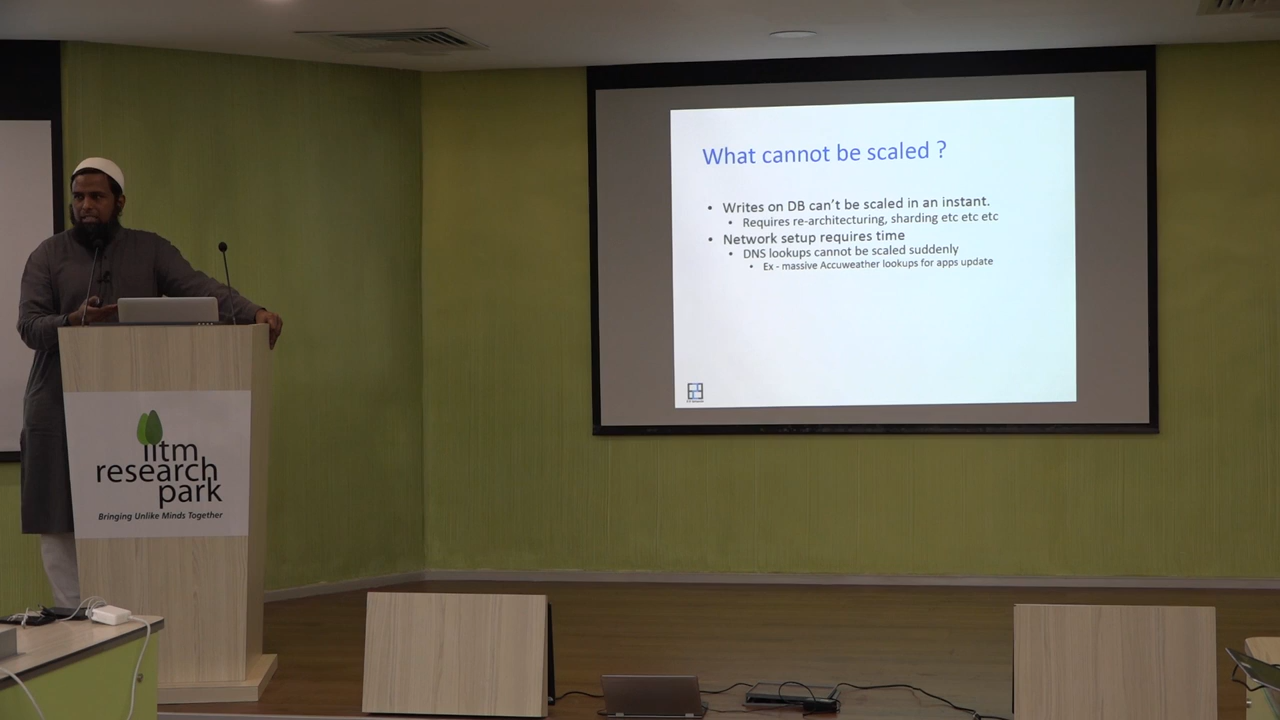 What cannot be scaled ?
• Writes on DB can't be scaled in an instant.
• Requires re-architecturing, sharding etc etc etc
• Network setup requires time
• DNS lookups cannot be scaled suddenly
• Ex - massive Accuweather lookups for apps update
iitm
research
park
Bringing Unlike Minds Together